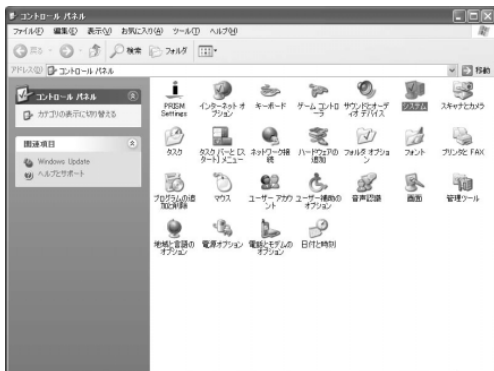 コントロール パネル
ファイル(F) 編集(E) 表示(V) お気に入り(A) ツール(T) ヘルプ(H)
戻る 検索 フォルダ
アドレス(D) コントロール パネル 移動
コントロール パネル
カテゴリの表示に切り替える
関連項目
Windows Update
ヘルプとサポート
PRISM Settings
インターネット オプション
キーボード
ゲーム コントローラ
サウンドとオーディオ デバイス
システム
スキャナとカメラ
タスク
タスク バーと [スタート] メニュー
ネットワーク接続
ハードウェアの追加
フォルダ オプション
フォント
プリンタと FAX
プログラムの追加と削除
マウス
ユーザー アカウント
ユーザー補助のオプション
音声認識
画面
管理ツール
地域と言語のオプション
電源オプション
電話とモデムのオプション
日付と時刻